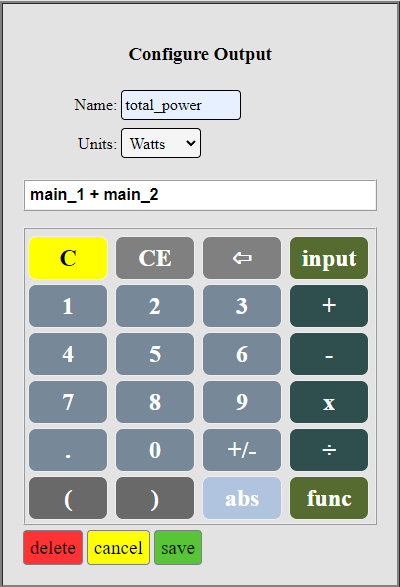 Configure Output
Name: total_power
Units: Watts
main_1 + main_2
C CE ⇦ input
1 2 3 +
4 5 6 -
7 8 9 x
. 0 +/- ÷
( ) abs func
delete cancel save